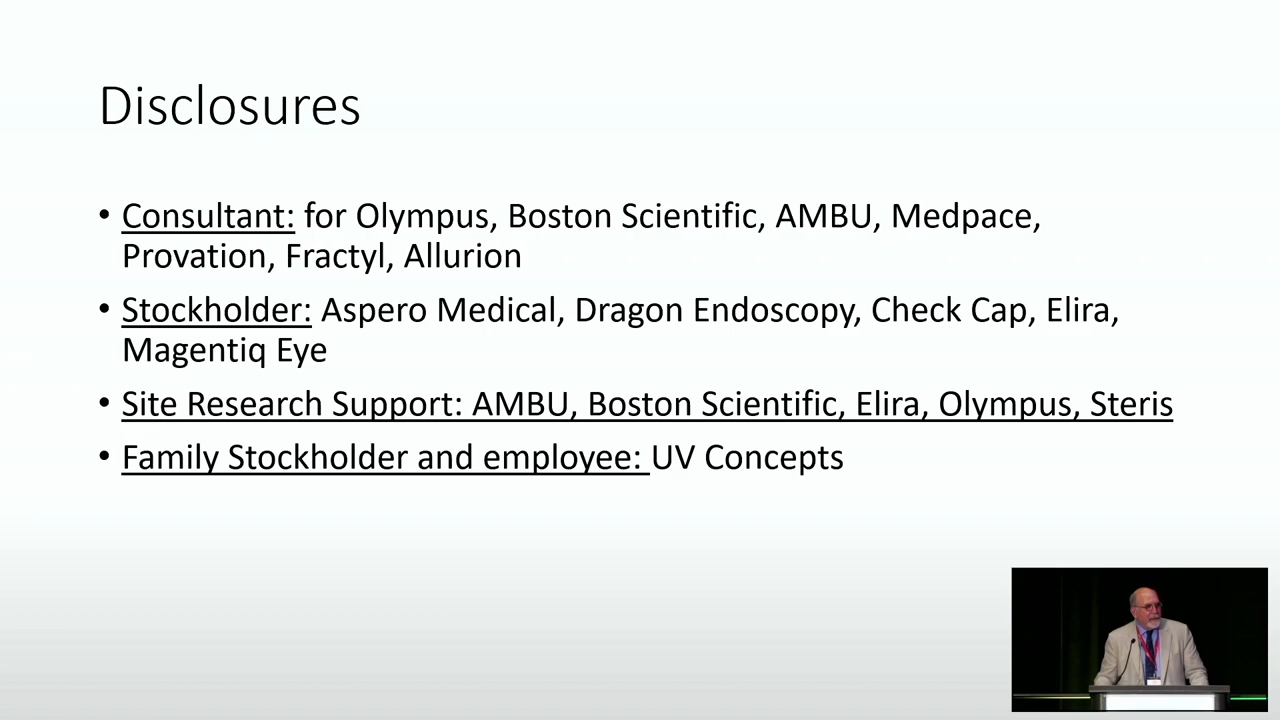 Disclosures
• Consultant: for Olympus, Boston Scientific, AMBU, Medpace,
Provation, Fractyl, Allurion
• Stockholder: Aspero Medical, Dragon Endoscopy, Check Cap, Elira,
Magentiq Eye
• Site Research Support: AMBU, Boston Scientific, Elira, Olympus, Steris
• Family Stockholder and employee: UV Concepts